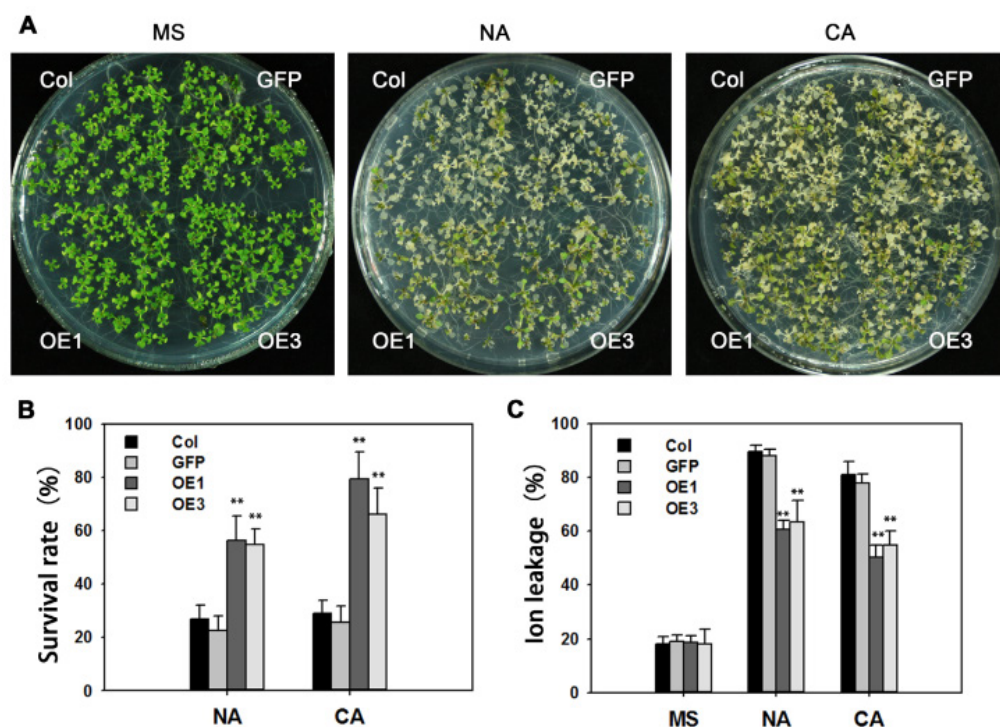 A
MS NA CA
Col GFP Col GFP Col GFP
OE1 OE3 OE1 OE3 OE1 OE3
B
Survival rate (%)
100
80
60
40
20
0
Col
GFP
OE1
OE3
** ** ** **
NA CA
C
Ion leakage (%)
100
80
60
40
20
0
Col
GFP
OE1
OE3
** ** ** **
MS NA CA